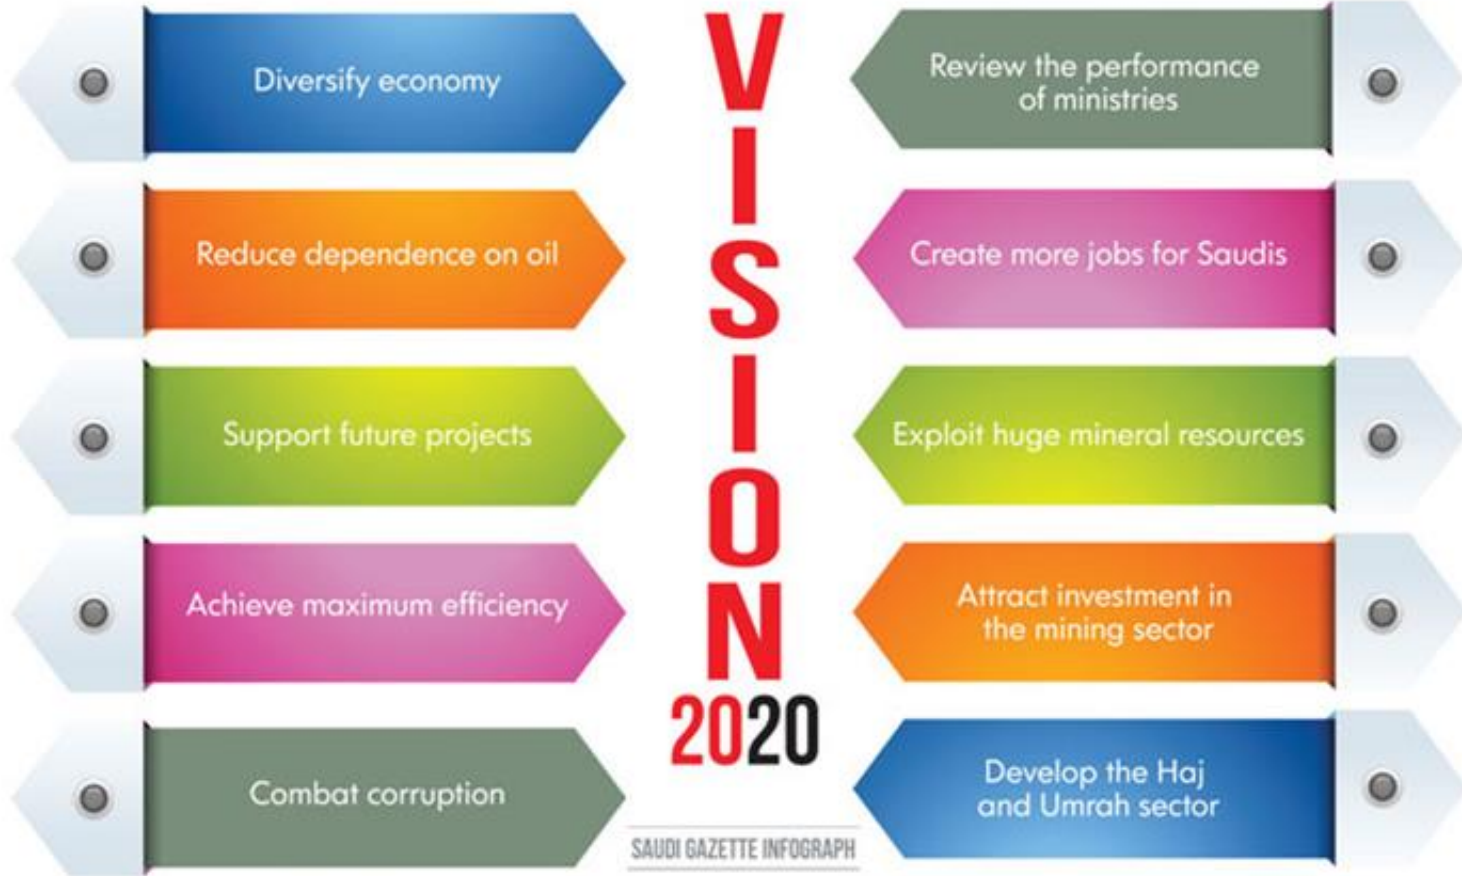 Diversify economy
Reduce dependence on oil
Support future projects
Achieve maximum efficiency
Combat corruption
VISION
2020
SAUDI GAZETTE INFOGRAPH
Review the performance
of ministries
Create more jobs for Saudis
Exploit huge mineral resources
Attract investment in
the mining sector
Develop the Haj
and Umrah sector